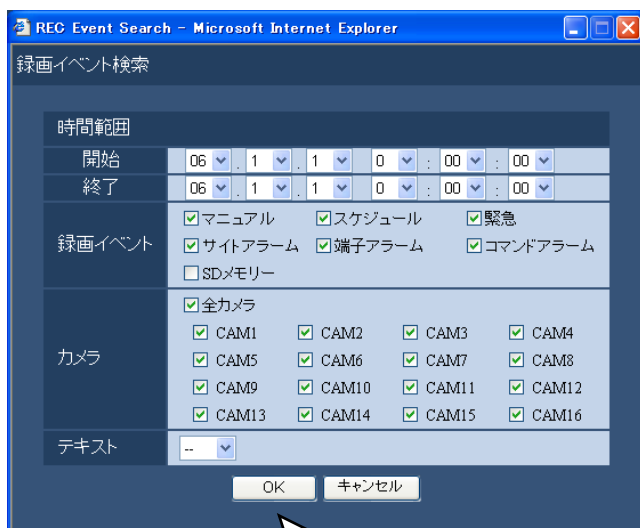 REC Event Search - Microsoft Internet Explorer
録画イベント検索
時間範囲
開始 06 . 1 . 1 0 : 00 : 00
終了 06 . 1 . 1 0 : 00 : 00
録画イベント マニュアル スケジュール 緊急
サイトアラーム 端子アラーム コマンドアラーム
SDメモリー
カメラ 全カメラ
CAM1 CAM2 CAM3 CAM4
CAM5 CAM6 CAM7 CAM8
CAM9 CAM10 CAM11 CAM12
CAM13 CAM14 CAM15 CAM16
テキスト --
OK キャンセル